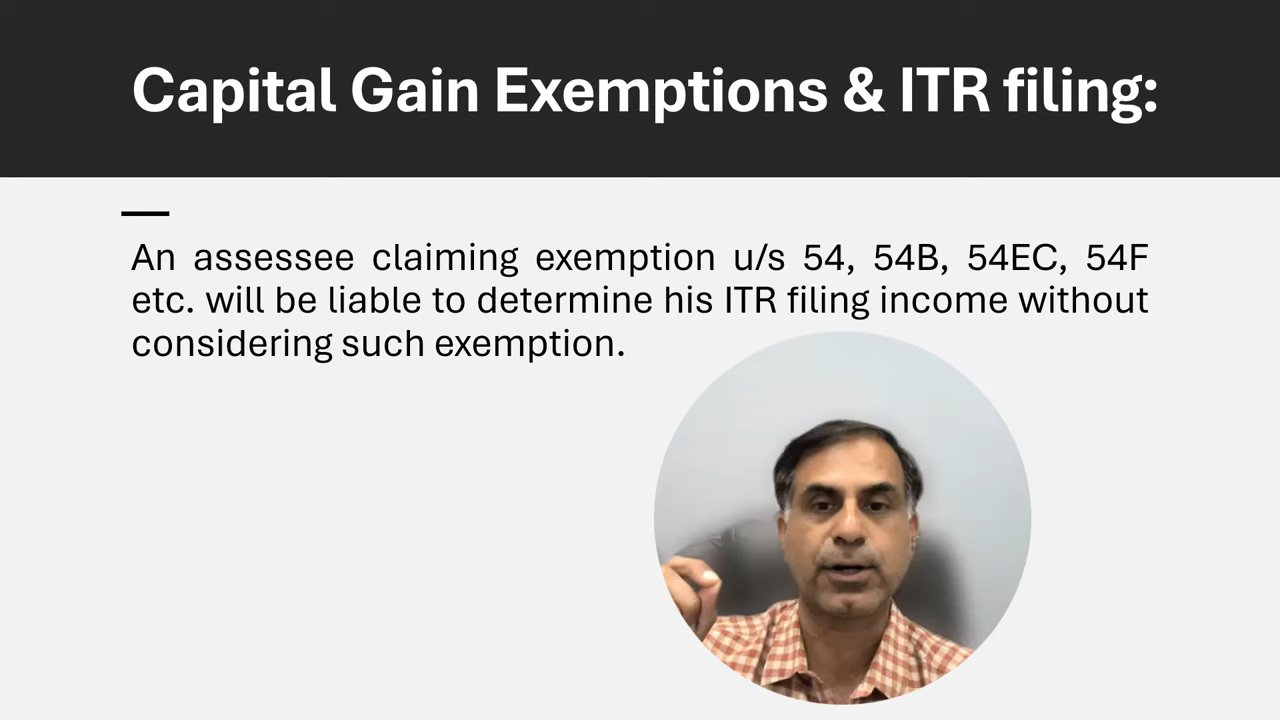 Capital Gain Exemptions & ITR filing:
An assessee claiming exemption u/s 54, 54B, 54EC, 54F
etc. will be liable to determine his ITR filing income without
considering such exemption.